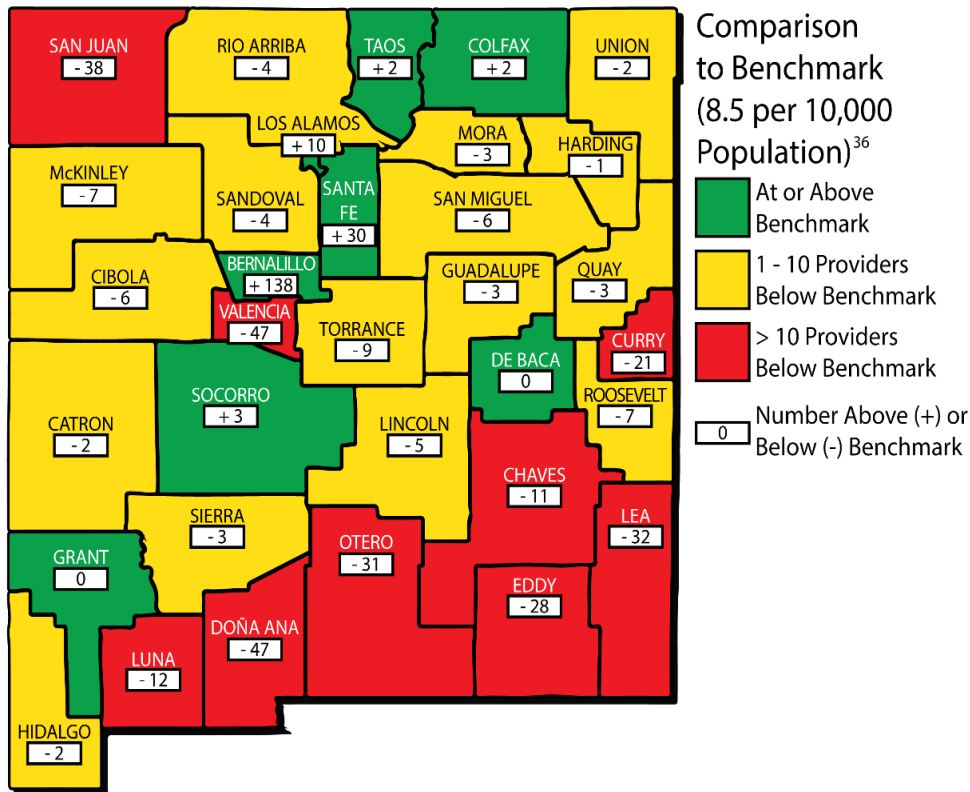 SAN JUAN
- 38
RIO ARRIBA
- 4
TAOS
+ 2
COLFAX
+ 2
UNION
- 2
LOS ALAMOS
+ 10
MORA
- 3
HARDING
- 1
McKINLEY
- 7
SANDOVAL
- 4
SANTA
FE
+ 30
SAN MIGUEL
- 6
CIBOLA
- 6
BERNALILLO
+ 138
GUADALUPE
- 3
QUAY
- 3
VALENCIA
- 47
TORRANCE
- 9
CURRY
- 21
DE BACA
0
ROOSEVELT
- 7
CATRON
- 2
SOCORRO
+ 3
LINCOLN
- 5
CHAVES
- 11
LEA
- 32
SIERRA
- 3
OTERO
- 31
GRANT
0
EDDY
- 28
DOÑA ANA
- 47
LUNA
- 12
HIDALGO
- 2
Comparison
to Benchmark
(8.5 per 10,000
Population)36
At or Above
Benchmark
1 - 10 Providers
Below Benchmark
> 10 Providers
Below Benchmark
0
Number Above (+) or
Below (-) Benchmark